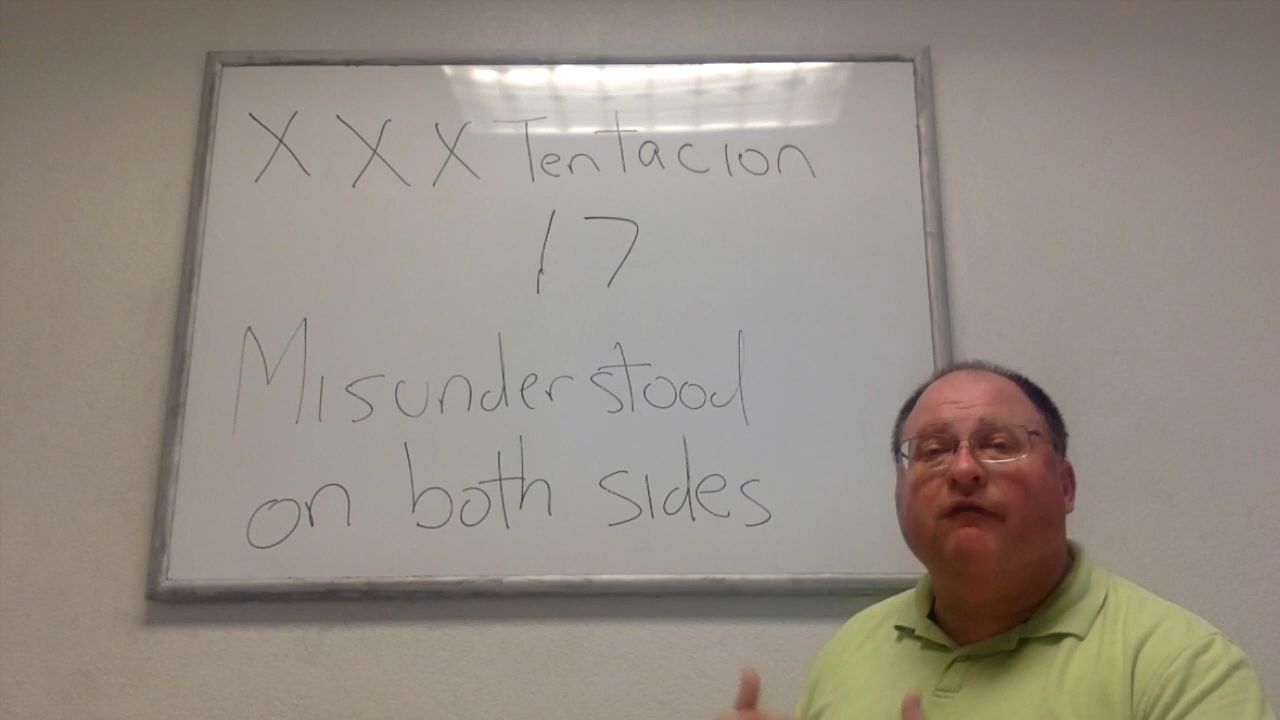 XXX Tentacion
17
Misunderstood
on both sides